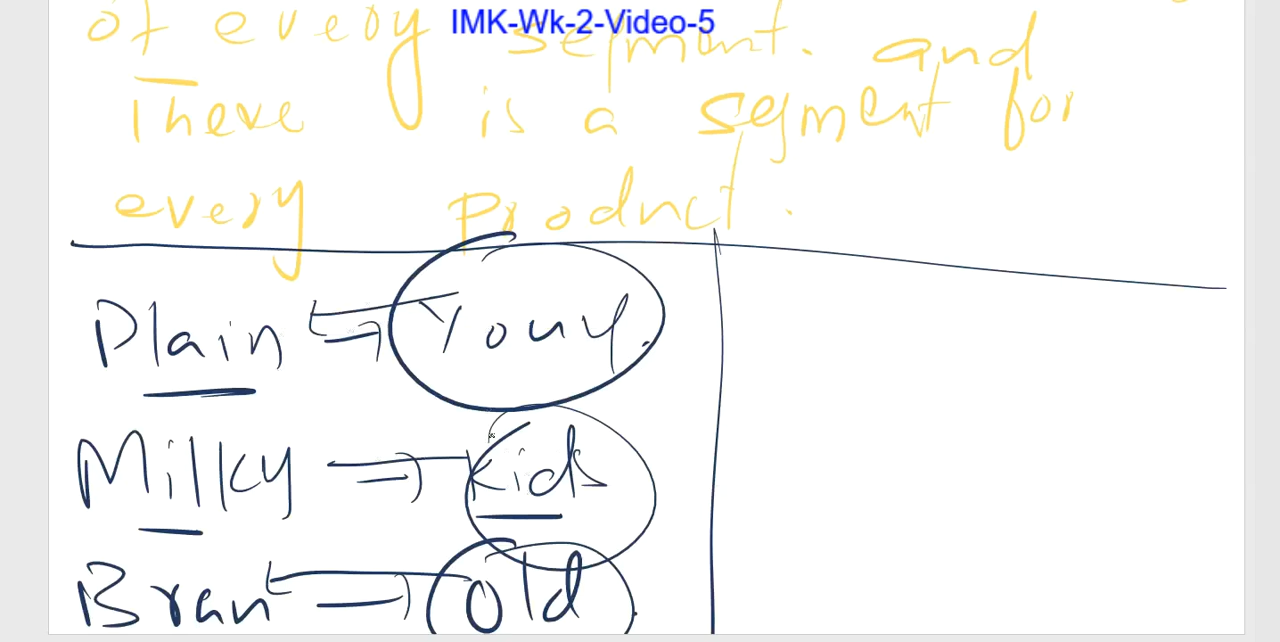 IMK-Wk-2-Video-5
of every segment. and
There is a segment for
every Product.
Plain
Milky Kids
Bran Old